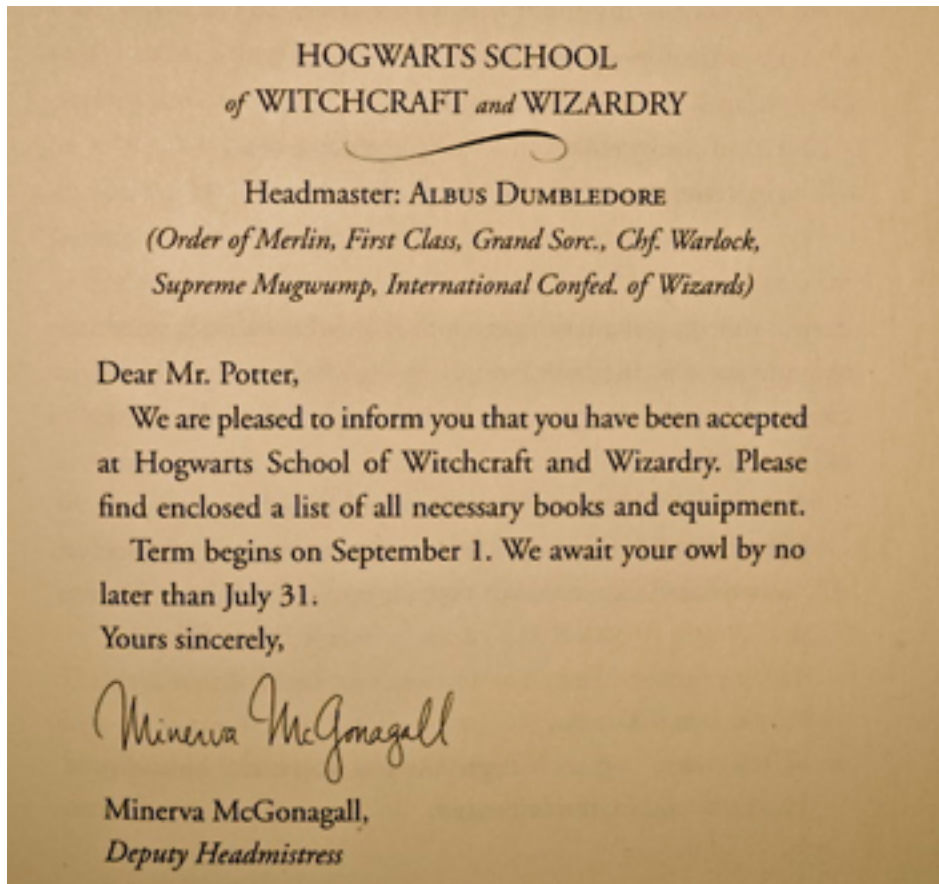 HOGWARTS SCHOOL
of WITCHCRAFT and WIZARDRY
Headmaster: ALBUS DUMBLEDORE
(Order of Merlin, First Class, Grand Sorc., Chf. Warlock,
Supreme Mugwump, International Confed. of Wizards)
Dear Mr. Potter,
We are pleased to inform you that you have been accepted
at Hogwarts School of Witchcraft and Wizardry. Please
find enclosed a list of all necessary books and equipment.
Term begins on September 1. We await your owl by no
later than July 31.
Yours sincerely,
Minerva McGonagall
Minerva McGonagall,
Deputy Headmistress